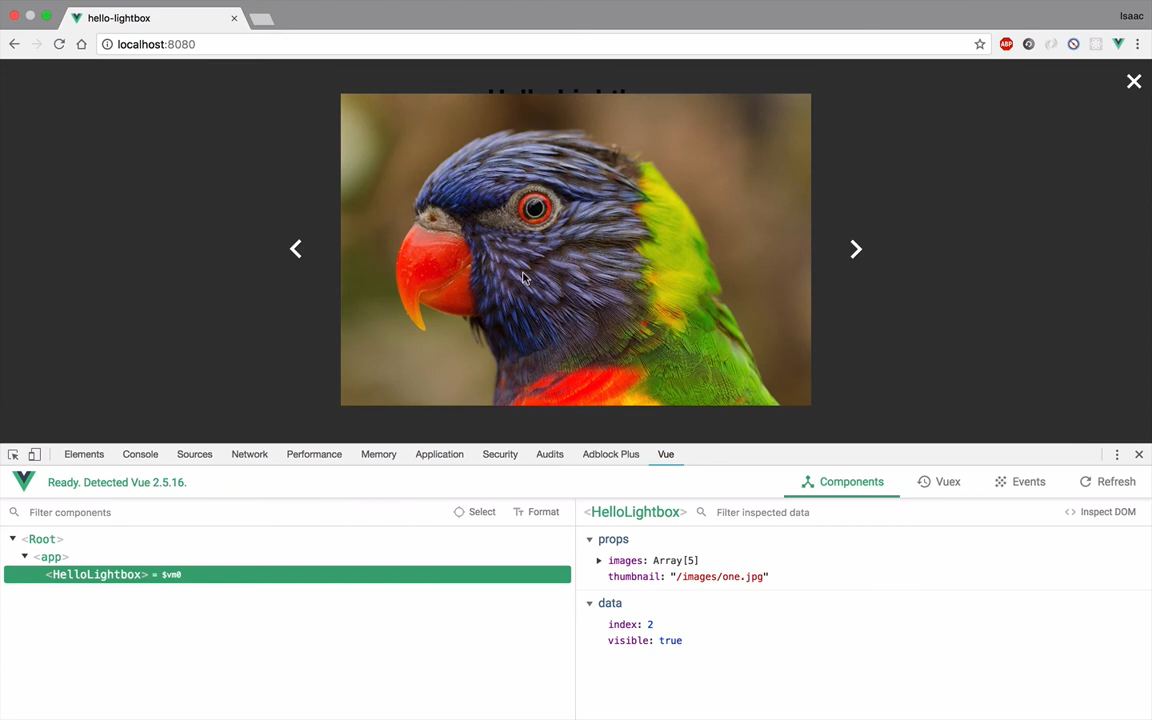 hello-lightbox
Isaac
localhost:8080
ABP
Elements Console Sources Network Performance Memory Application Security Audits Adblock Plus Vue
Ready. Detected Vue 2.5.16.
Components Vuex Events Refresh
Filter components Select Format
<HelloLightbox> Filter inspected data Inspect DOM
<Root>
<app>
<HelloLightbox> = $vm0
props
images: Array[5]
thumbnail: "/images/one.jpg"
data
index: 2
visible: true